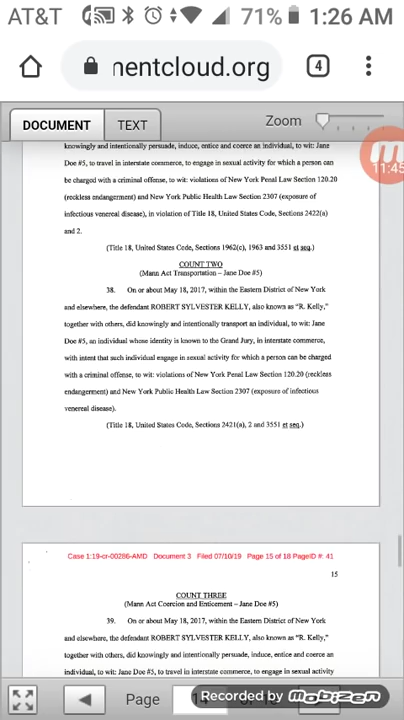 AT&T 71% 1:26 AM
nentcloud.org 4
DOCUMENT TEXT Zoom
11:45
knowingly and intentionally persuade, induce, entice and coerce an individual, to wit: Jane
Doe #5, to travel in interstate commerce, to engage in sexual activity for which a person can
be charged with a criminal offense, to wit: violations of New York Penal Law Section 120.20
(reckless endangerment) and New York Public Health Law Section 2307 (exposure of
infectious venereal disease), in violation of Title 18, United States Code, Sections 2422(a)
and 2.
(Title 18, United States Code, Sections 1962(c), 1963 and 3551 et seq.)
COUNT TWO
(Mann Act Transportation – Jane Doe #5)
38. On or about May 18, 2017, within the Eastern District of New York
and elsewhere, the defendant ROBERT SYLVESTER KELLY, also known as “R. Kelly,”
together with others, did knowingly and intentionally transport an individual, to wit: Jane
Doe #5, an individual whose identity is known to the Grand Jury, in interstate commerce,
with intent that such individual engage in sexual activity for which a person can be charged
with a criminal offense, to wit: violations of New York Penal Law Section 120.20 (reckless
endangerment) and New York Public Health Law Section 2307 (exposure of infectious
venereal disease).
(Title 18, United States Code, Sections 2421(a), 2 and 3551 et seq.)
Case 1:19-cr-00286-AMD Document 3 Filed 07/10/19 Page 15 of 18 PageID #: 41
15
COUNT THREE
(Mann Act Coercion and Enticement – Jane Doe #5)
39. On or about May 18, 2017, within the Eastern District of New York
and elsewhere, the defendant ROBERT SYLVESTER KELLY, also known as “R. Kelly,”
together with others, did knowingly and intentionally persuade, induce, entice and coerce an
individual, to wit: Jane Doe #5, to travel in interstate commerce, to engage in sexual activity
Page
Recorded by Mobizen